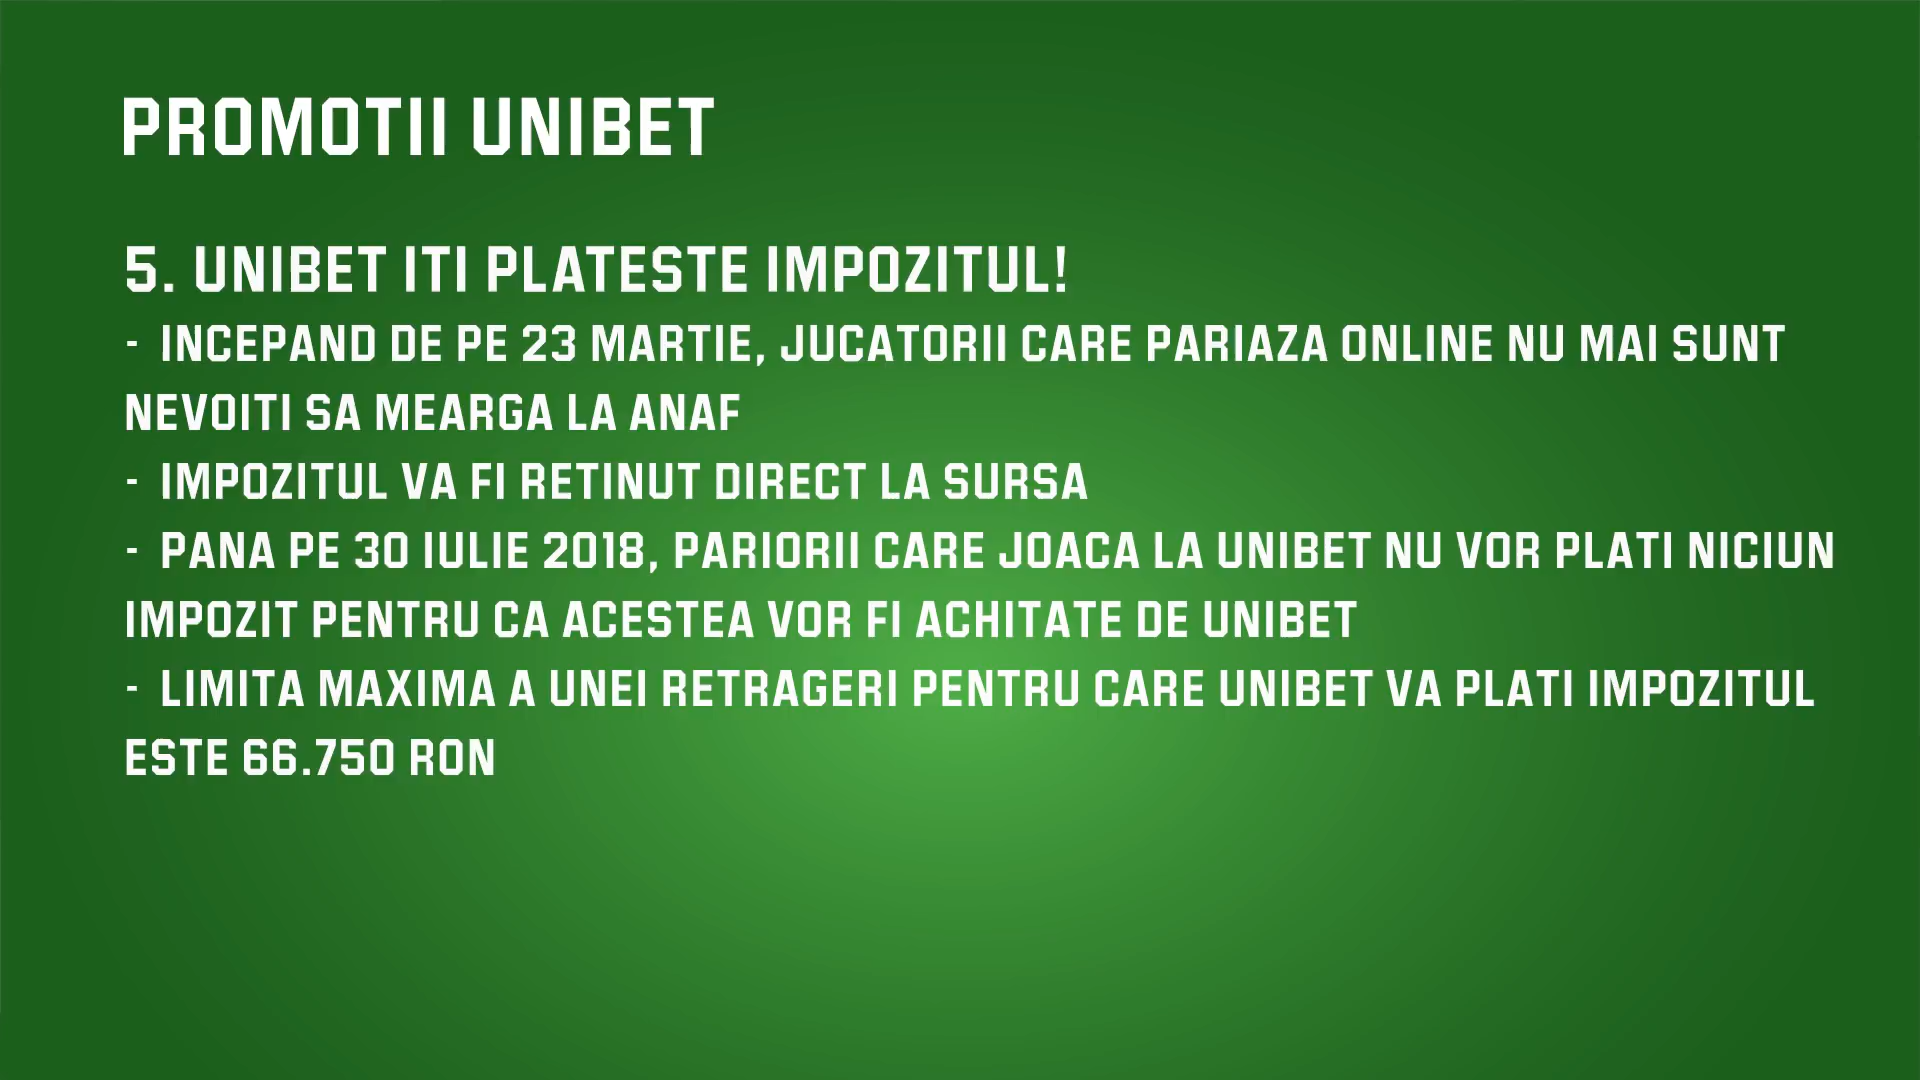 PROMOTII UNIBET
5. UNIBET ITI PLATESTE IMPOZITUL!
- INCEPAND DE PE 23 MARTIE, JUCATORII CARE PARIAZA ONLINE NU MAI SUNT
NEVOITI SA MEARGA LA ANAF
- IMPOZITUL VA FI RETINUT DIRECT LA SURSA
- PANA PE 30 IULIE 2018, PARIORII CARE JOACA LA UNIBET NU VOR PLATI NICIUN
IMPOZIT PENTRU CA ACESTEA VOR FI ACHITATE DE UNIBET
- LIMITA MAXIMA A UNEI RETRAGERI PENTRU CARE UNIBET VA PLATI IMPOZITUL
ESTE 66.750 RON